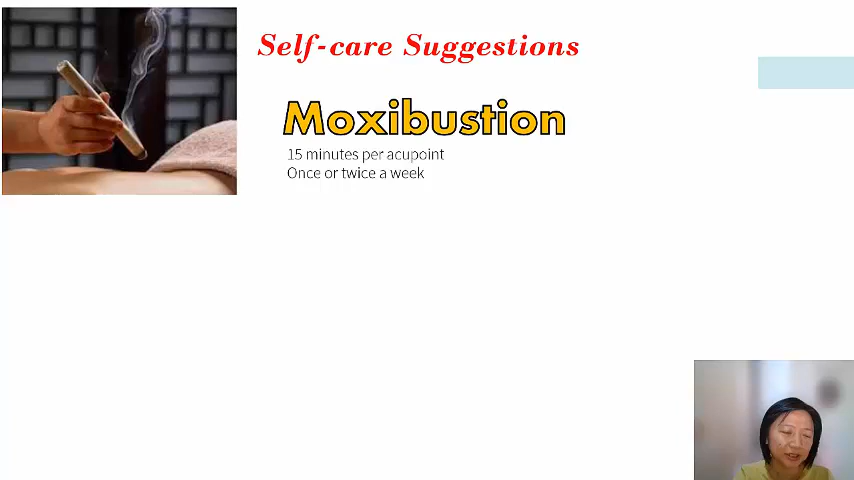 Self-care Suggestions
Moxibustion
15 minutes per acupoint
Once or twice a week